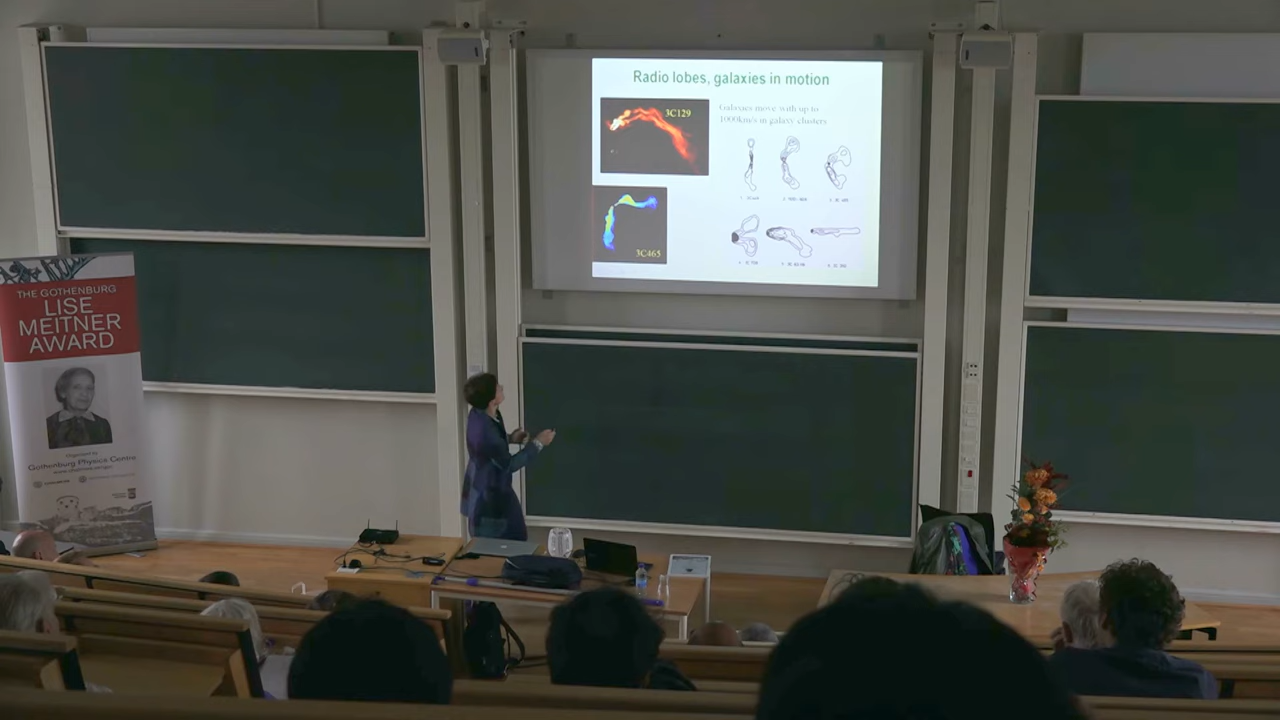 Radio lobes, galaxies in motion
3C129
Galaxies move with up to
1000km/s in galaxy clusters
3C465
THE GOTHENBURG
LISE
MEITNER
AWARD
Organized by
Gothenburg Physics Centre